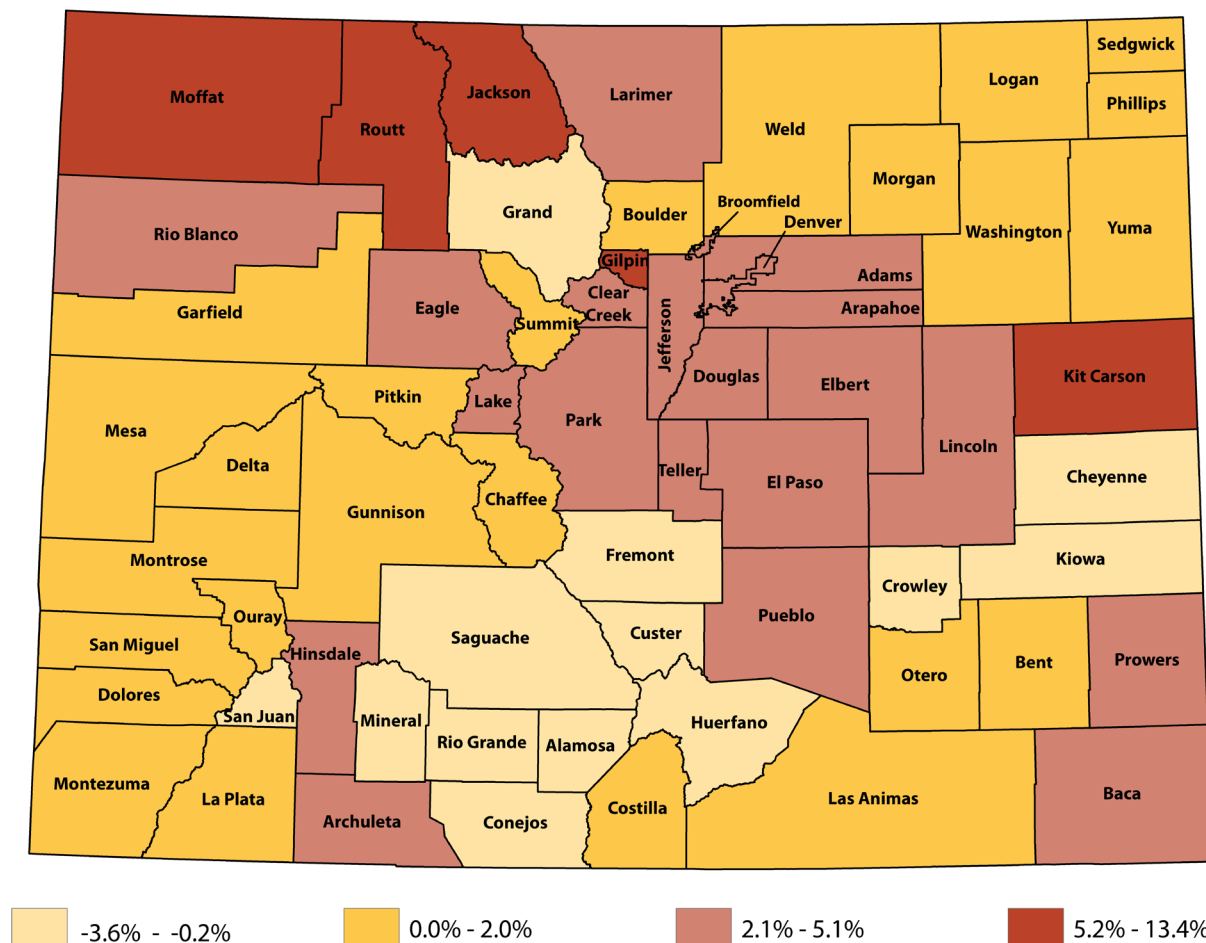 Sedgwick
Logan
Phillips
Moffat
Jackson
Larimer
Routt
Weld
Morgan
Broomfield
Denver
Grand
Boulder
Washington
Yuma
Rio Blanco
Gilpin
Adams
Clear
Creek
Garfield
Eagle
Summit
Jefferson
Arapahoe
Douglas
Elbert
Kit Carson
Pitkin
Lake
Park
Mesa
Lincoln
Delta
Teller
El Paso
Cheyenne
Chaffee
Gunnison
Montrose
Fremont
Kiowa
Crowley
Ouray
Pueblo
San Miguel
Hinsdale
Saguache
Custer
Otero
Bent
Prowers
Dolores
San Juan
Mineral
Rio Grande
Alamosa
Huerfano
Montezuma
La Plata
Archuleta
Conejos
Costilla
Las Animas
Baca
-3.6% - -0.2%
0.0% - 2.0%
2.1% - 5.1%
5.2% - 13.4%